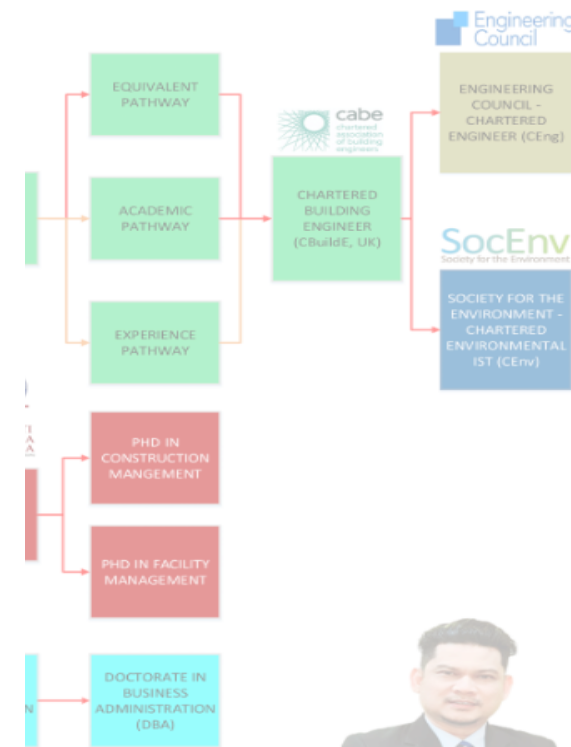 Engineering
Council
EQUIVALENT
PATHWAY
ENGINEERING
COUNCIL -
CHARTERED
ENGINEER (CEng)
cabe
chartered
association
of building
engineers
ACADEMIC
PATHWAY
CHARTERED
BUILDING
ENGINEER
(CBuildE, UK)
SocEnv
Society for the Environment
EXPERIENCE
PATHWAY
SOCIETY FOR THE
ENVIRONMENT -
CHARTERED
ENVIRONMENTAL
IST (CEnv)
PHD IN
CONSTRUCTION
MANGEMENT
PHD IN FACILITY
MANAGEMENT
DOCTORATE IN
BUSINESS
ADMINISTRATION
(DBA)